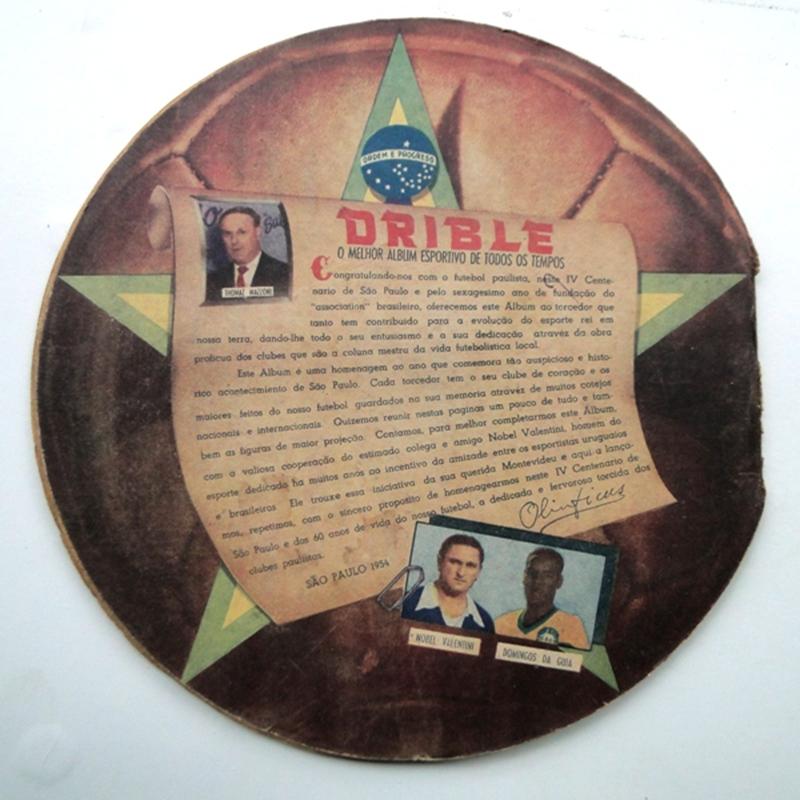 ORDEM E PROGRESSO
DRIBLE
O MELHOR ALBUM ESPORTIVO DE TODOS OS TEMPOS
THOMAZ MAZZONI
Congratulando-nos com o futebol paulista, neste IV Cente-
nario de São Paulo e pelo sexagesimo ano de fundação do
"association" brasileiro, oferecemos este Album ao torcedor que
tanto tem contribuido para a evolução do esporte rei em
nossa terra, dando-lhe todo o seu entusiasmo e a sua dedicação atravéz da obra
proficua dos clubes que são a coluna mestra da vida futebolistica local.
Este Album é uma homenagem ao ano que comemora tão auspicioso e histo-
rico acontecimento de São Paulo. Cada torcedor tem o seu clube de coração e os
maiores feitos do nosso futebol guardados na sua memoria atravéz de muitos cotejos
nacionais e internacionais. Quizemos reunir nestas paginas um pouco de tudo e tam-
bem as figuras de maior projeção. Contamos, para melhor completarmos este Album,
com a valiosa cooperação do estimado colega e amigo Nobel Valentini, homem do
esporte dedicado ha muitos anos ao incentivo da amizade entre os esportistas uruguaios
e brasileiros. Ele trouxe essa iniciativa da sua querida Montevideu e aqui a lança-
mos, repetimos, com o sincero proposito de homenagearmos neste IV Centenario de
São Paulo e dos 60 anos de vida do nosso futebol, a dedicada e fervorosa torcida dos
clubes paulistas.
Olimpicus
SÃO PAULO 1954
NOBEL VALENTINI
DOMINGOS DA GUIA